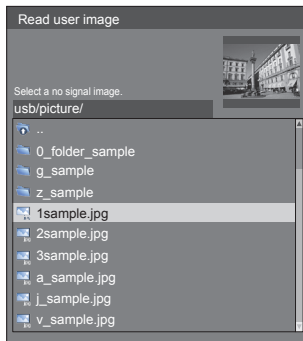 Read user image
Select a no signal image.
usb/picture/
..
0_folder_sample
g_sample
z_sample
1sample.jpg
2sample.jpg
3sample.jpg
a_sample.jpg
j_sample.jpg
v_sample.jpg